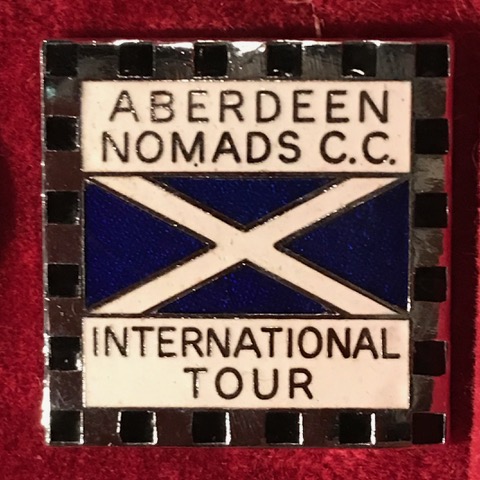 ABERDEEN
NOMADS C.C.
INTERNATIONAL
TOUR